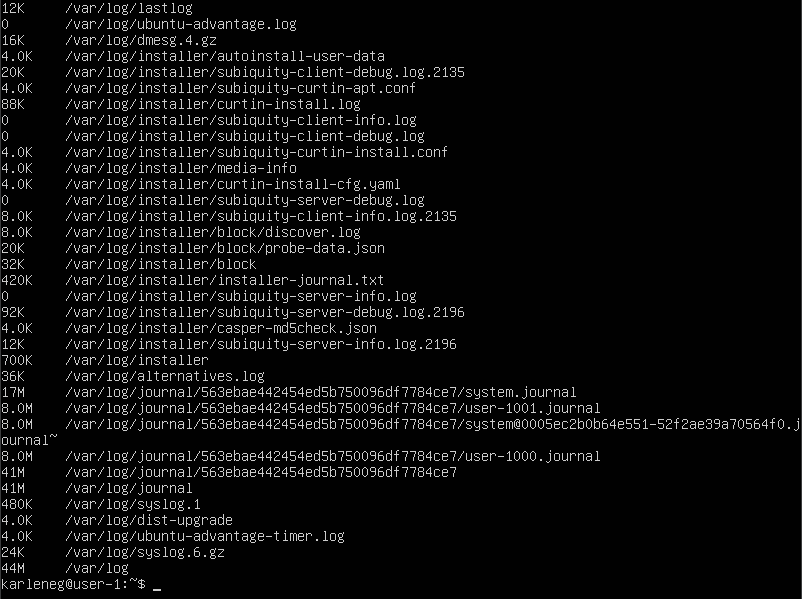 12K     /var/log/lastlog
0       /var/log/ubuntu-advantage.log
16K     /var/log/dmesg.4.gz
4.0K    /var/log/installer/autoinstall-user-data
20K     /var/log/installer/subiquity-client-debug.log.2135
4.0K    /var/log/installer/subiquity-curtin-apt.conf
88K     /var/log/installer/curtin-install.log
0       /var/log/installer/subiquity-client-info.log
0       /var/log/installer/subiquity-client-debug.log
4.0K    /var/log/installer/subiquity-curtin-install.conf
4.0K    /var/log/installer/media-info
4.0K    /var/log/installer/curtin-install-cfg.yaml
0       /var/log/installer/subiquity-server-debug.log
8.0K    /var/log/installer/subiquity-client-info.log.2135
8.0K    /var/log/installer/block/discover.log
20K     /var/log/installer/block/probe-data.json
32K     /var/log/installer/block
420K    /var/log/installer/installer-journal.txt
0       /var/log/installer/subiquity-server-info.log
92K     /var/log/installer/subiquity-server-debug.log.2196
4.0K    /var/log/installer/casper-md5check.json
12K     /var/log/installer/subiquity-server-info.log.2196
700K    /var/log/installer
36K     /var/log/alternatives.log
17M     /var/log/journal/563ebae442454ed5b750096df7784ce7/system.journal
8.0M    /var/log/journal/563ebae442454ed5b750096df7784ce7/user-1001.journal
8.0M    /var/log/journal/563ebae442454ed5b750096df7784ce7/system@0005ec2b0b64e551-52f2ae39a70564f0.j
ournal~
8.0M    /var/log/journal/563ebae442454ed5b750096df7784ce7/user-1000.journal
41M     /var/log/journal/563ebae442454ed5b750096df7784ce7
41M     /var/log/journal
480K    /var/log/syslog.1
4.0K    /var/log/dist-upgrade
4.0K    /var/log/ubuntu-advantage-timer.log
24K     /var/log/syslog.6.gz
44M     /var/log
karleneg@user-1:~$ _